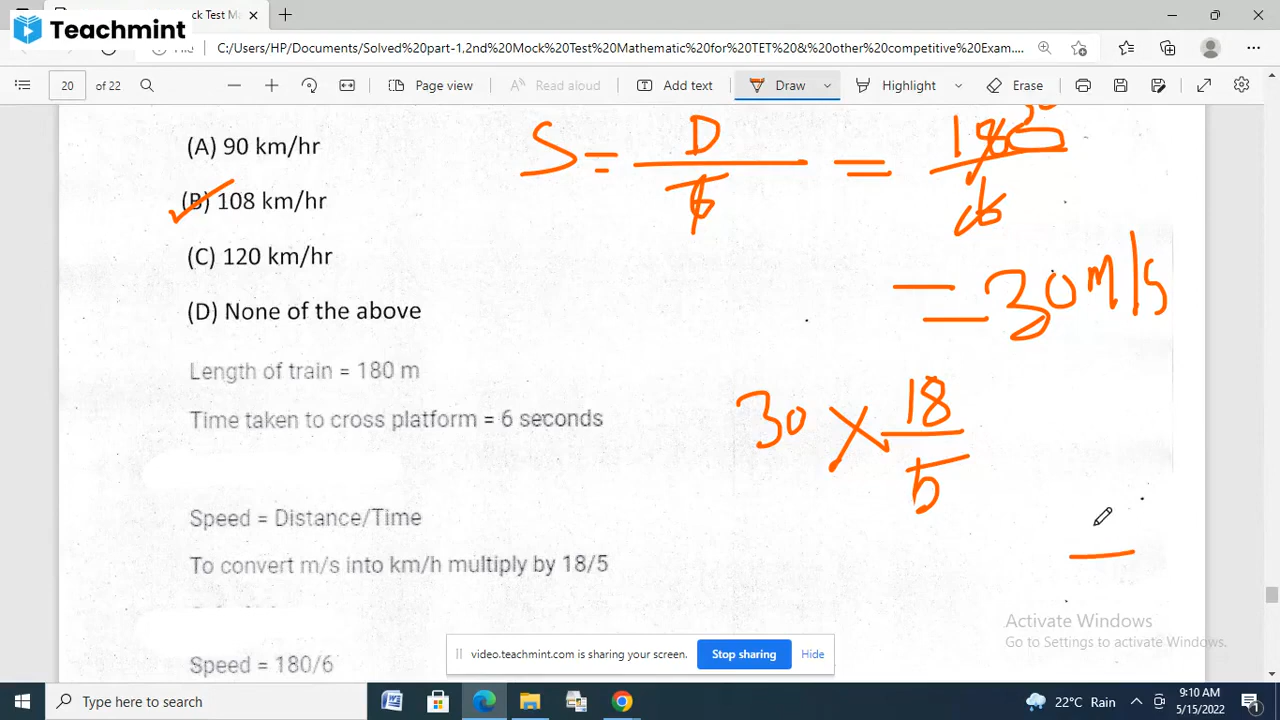 Teachmint
ck Test Ma
C:/Users/HP/Documents/Solved%20part-1,2nd%20Mock%20Test%20Mathematic%20for%20TET%20&%20other%20competitive%20Exam....
20 of 22
Page view
Read aloud
Add text
Draw
Highlight
Erase
(A) 90 km/hr
(B) 108 km/hr
(C) 120 km/hr
(D) None of the above
S = D/t = 180/6
= 30 m/s
30 × 18/5
Length of train = 180 m
Time taken to cross platform = 6 seconds
Speed = Distance/Time
To convert m/s into km/h multiply by 18/5
Speed = 180/6
Activate Windows
Go to Settings to activate Windows.
video.teachmint.com is sharing your screen.
Stop sharing
Hide
Type here to search
22°C Rain
9:10 AM
5/15/2022
1